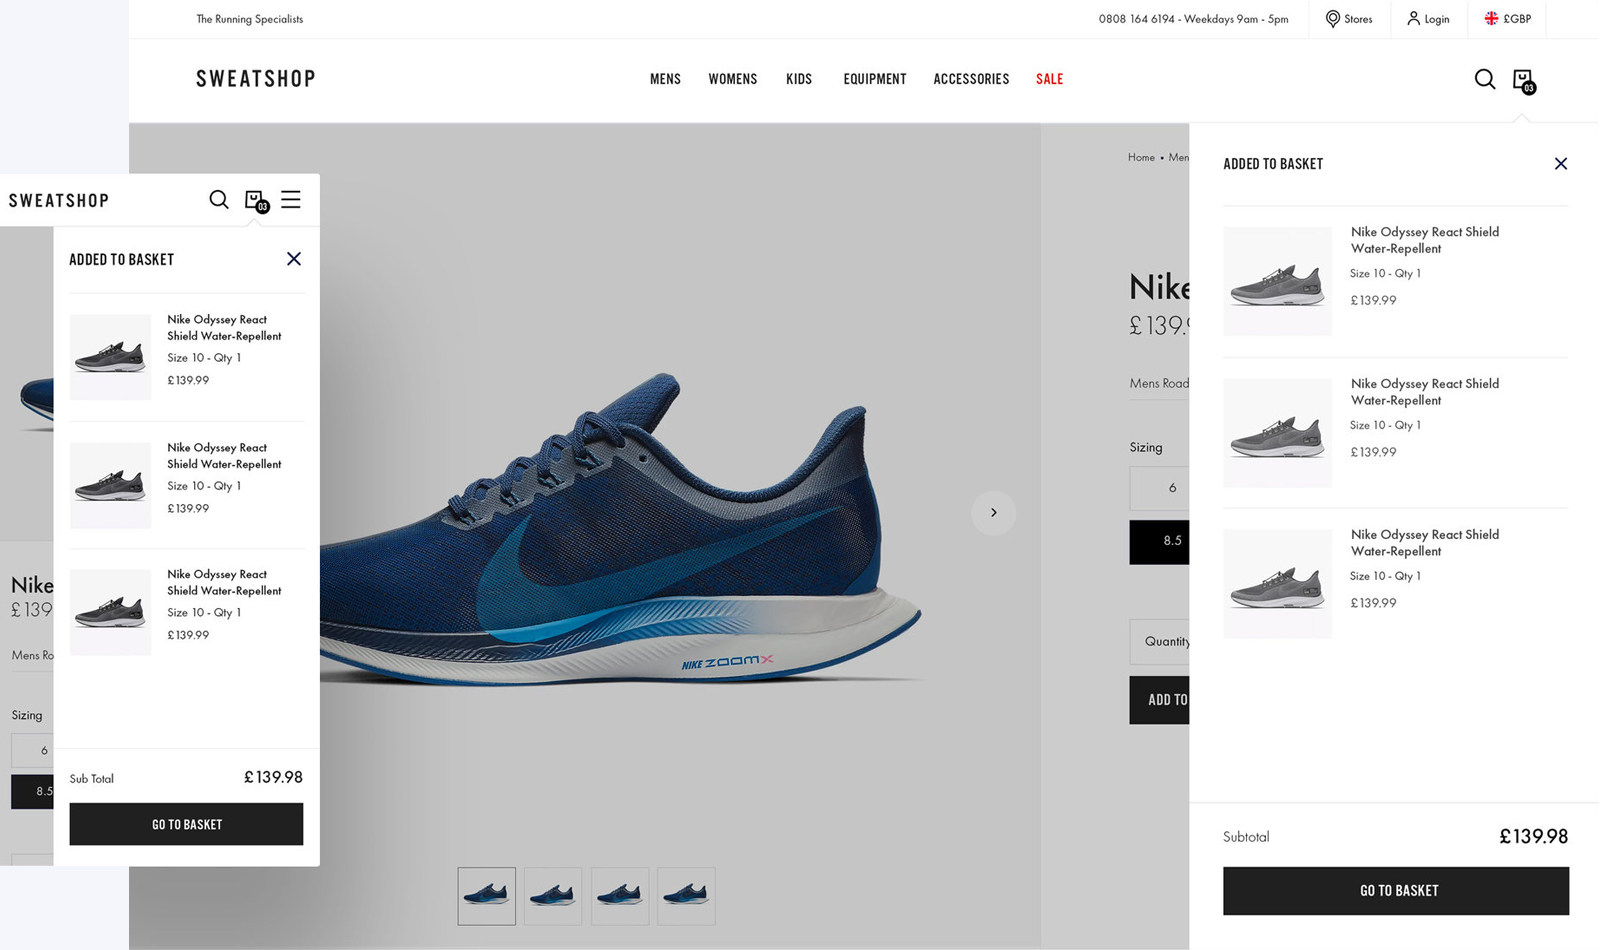 The Running Specialists
0808 164 6194 - Weekdays 9am - 5pm
Stores
Login
£GBP
SWEATSHOP
MENS
WOMENS
KIDS
EQUIPMENT
ACCESSORIES
SALE
03
Home • Men
Nike
£139.9
Mens Road
Sizing
6
8.5
Quantity
ADD TO
NIKE ZOOMX
ADDED TO BASKET
Nike Odyssey React Shield
Water-Repellent
Size 10 - Qty 1
£139.99
Nike Odyssey React Shield
Water-Repellent
Size 10 - Qty 1
£139.99
Nike Odyssey React Shield
Water-Repellent
Size 10 - Qty 1
£139.99
Subtotal
£139.98
GO TO BASKET
SWEATSHOP
03
ADDED TO BASKET
Nike Odyssey React
Shield Water-Repellent
Size 10 - Qty 1
£139.99
Nike Odyssey React
Shield Water-Repellent
Size 10 - Qty 1
£139.99
Nike Odyssey React
Shield Water-Repellent
Size 10 - Qty 1
£139.99
Sub Total
£139.98
GO TO BASKET
Nike
£139
Mens Ro
Sizing
6
8.5